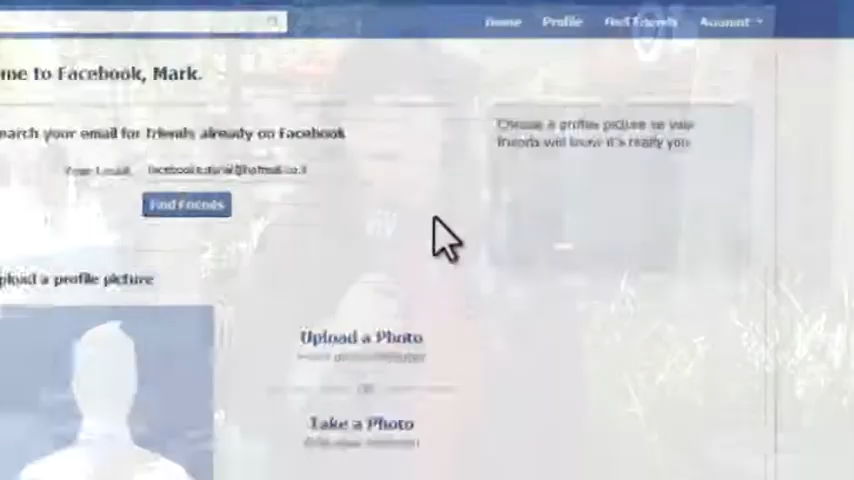 Home Profile Find Friends Account
me to Facebook, Mark.
earch your email for friends already on Facebook
Choose a profile picture so your
friends will know it's really you
Your Email:
Find Friends
pload a profile picture
Upload a Photo
OR
Take a Photo